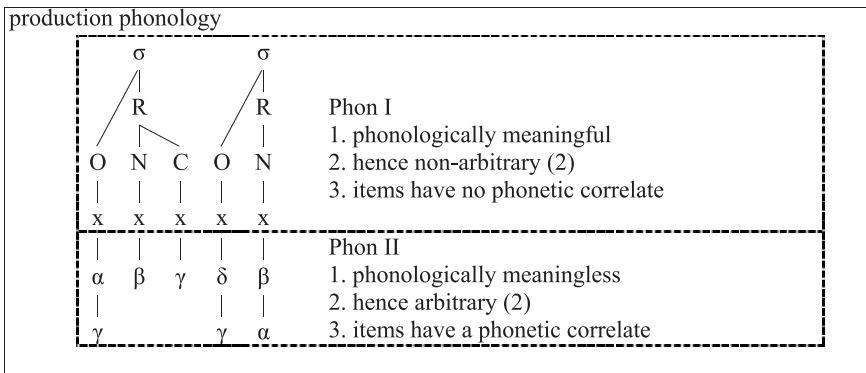 production phonology
σ σ
R R
Phon I
1. phonologically meaningful
O N C O N
2. hence non-arbitrary (2)
3. items have no phonetic correlate
x x x x x
Phon II
α β γ δ β
1. phonologically meaningless
2. hence arbitrary (2)
γ γ α
3. items have a phonetic correlate